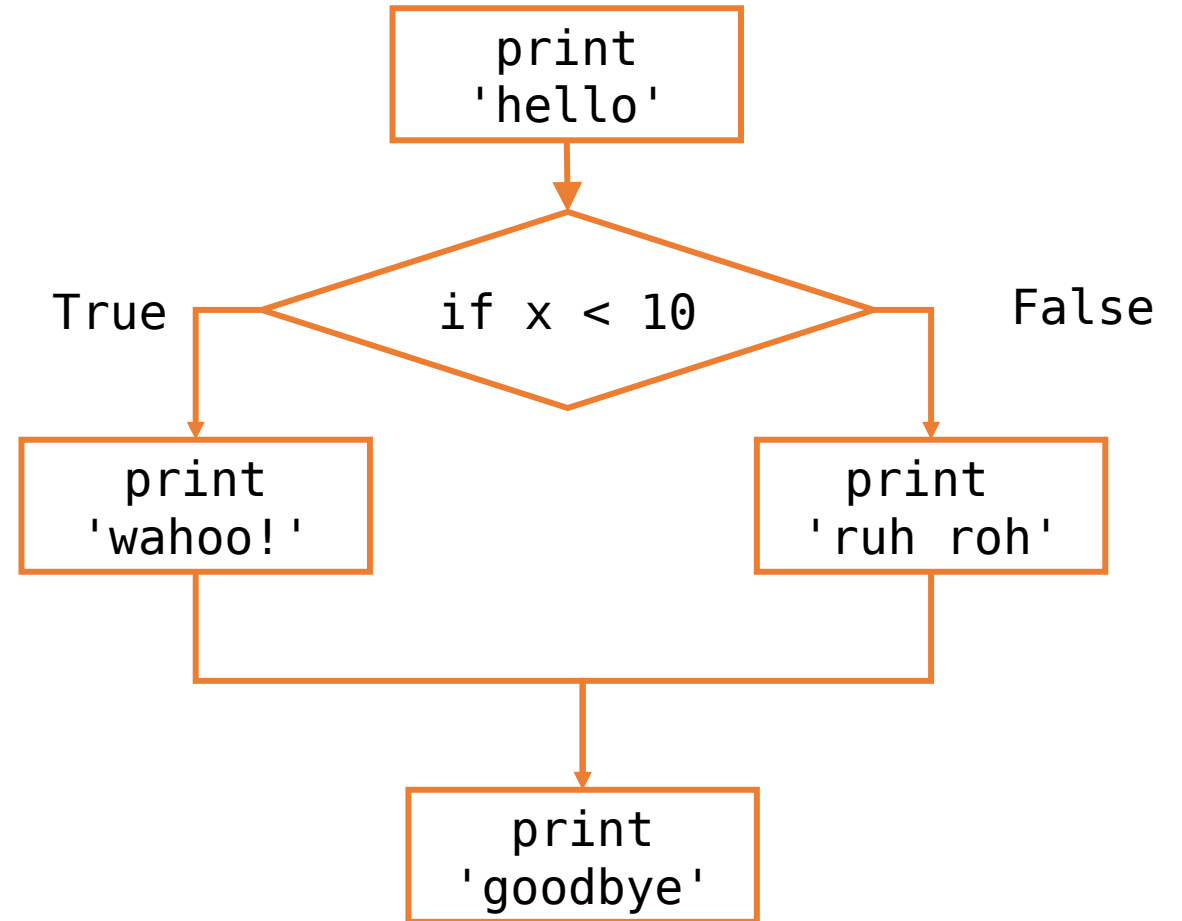 print
'hello'
if x < 10
True
False
print
'wahoo!'
print
'ruh roh'
print
'goodbye'